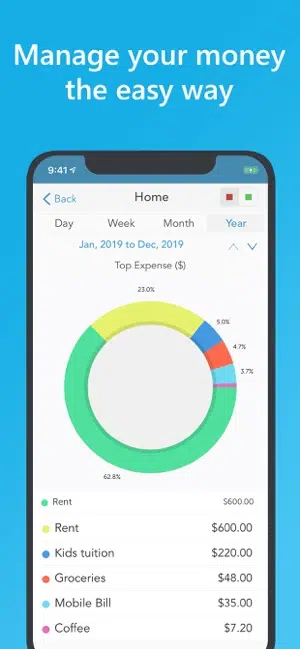 Manage your money
the easy way
9:41
Back
Home
Day Week Month Year
Jan, 2019 to Dec, 2019
Top Expense ($)
23.0%
5.0%
4.7%
3.7%
62.8%
Rent $600.00
Rent $600.00
Kids tuition $220.00
Groceries $48.00
Mobile Bill $35.00
Coffee $7.20